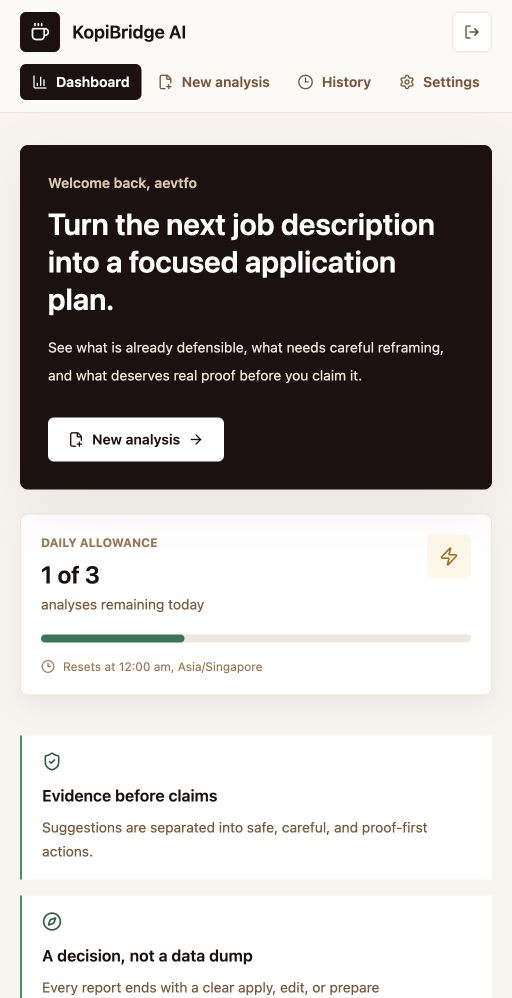 KopiBridge AI
Dashboard
New analysis
History
Settings
Welcome back, aevtfo
Turn the next job description
into a focused application
plan.
See what is already defensible, what needs careful reframing,
and what deserves real proof before you claim it.
New analysis
DAILY ALLOWANCE
1 of 3
analyses remaining today
Resets at 12:00 am, Asia/Singapore
Evidence before claims
Suggestions are separated into safe, careful, and proof-first
actions.
A decision, not a data dump
Every report ends with a clear apply, edit, or prepare